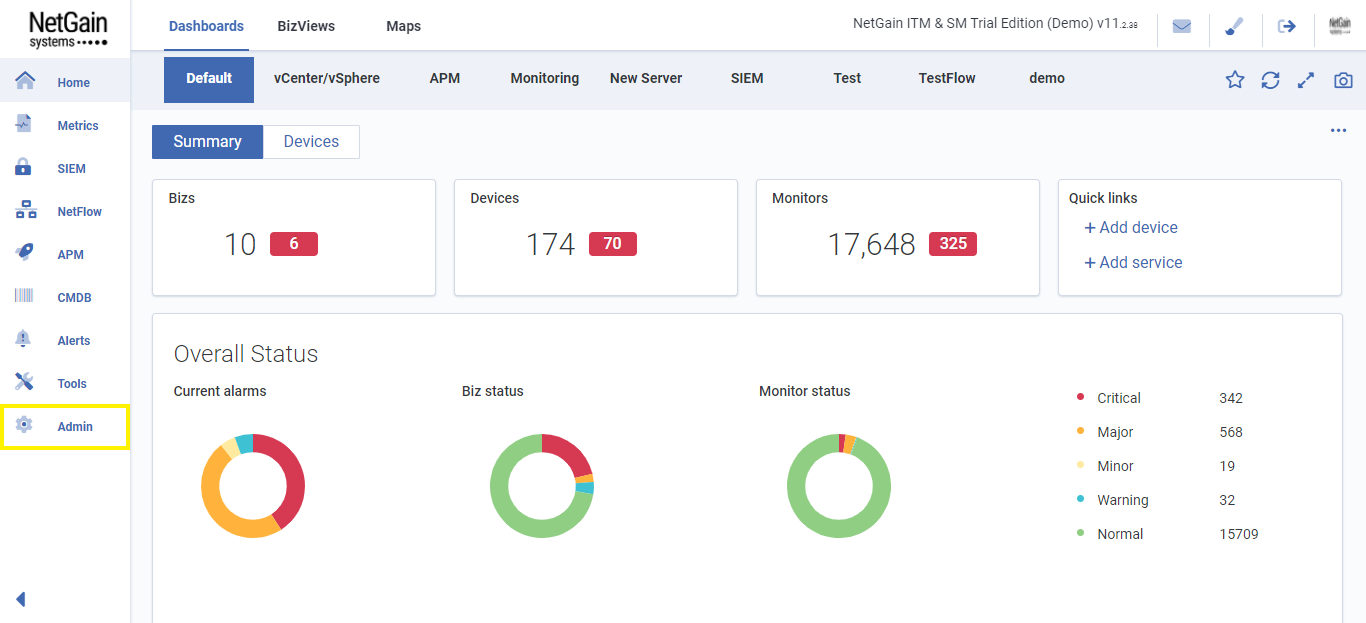 NetGain
systems
Dashboards BizViews Maps
NetGain ITM & SM Trial Edition (Demo) v11.2.38
NetGain
Home
Metrics
SIEM
NetFlow
APM
CMDB
Alerts
Tools
Admin
Default vCenter/vSphere APM Monitoring New Server SIEM Test TestFlow demo
Summary Devices
Bizs
10 6
Devices
174 70
Monitors
17,648 325
Quick links
+ Add device
+ Add service
Overall Status
Current alarms
Biz status
Monitor status
Critical 342
Major 568
Minor 19
Warning 32
Normal 15709